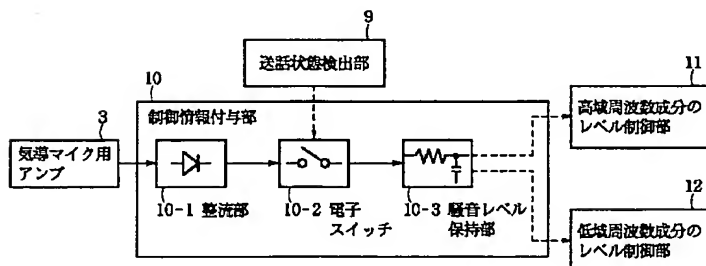 9
送話状態検出部
10
制御情報付与部
3
気導マイク用
アンプ
10-1 整流部
10-2 電子
スイッチ
10-3 騒音レベル
保持部
11
高域周波数成分の
レベル制御部
12
低域周波数成分の
レベル制御部